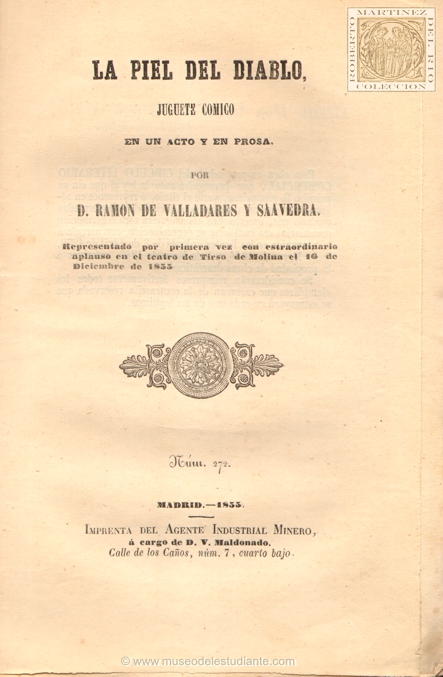 ROBERTO MARTINEZ DEL RIO
COLECCION
LA PIEL DEL DIABLO,
JUGUETE COMICO
EN UN ACTO Y EN PROSA.
POR
D. RAMON DE VALLADARES Y SAAVEDRA.
Representado por primera vez con estraordinario
aplauso en el teatro de Tirso de Molina el 16 de
Diciembre de 1855
Núm. 272.
MADRID.—1855.
IMPRENTA DEL AGENTE INDUSTRIAL MINERO,
á cargo de D. V. Maldonado.
Calle de los Caños, núm. 7, cuarto bajo.
© www.museodelestudiante.com